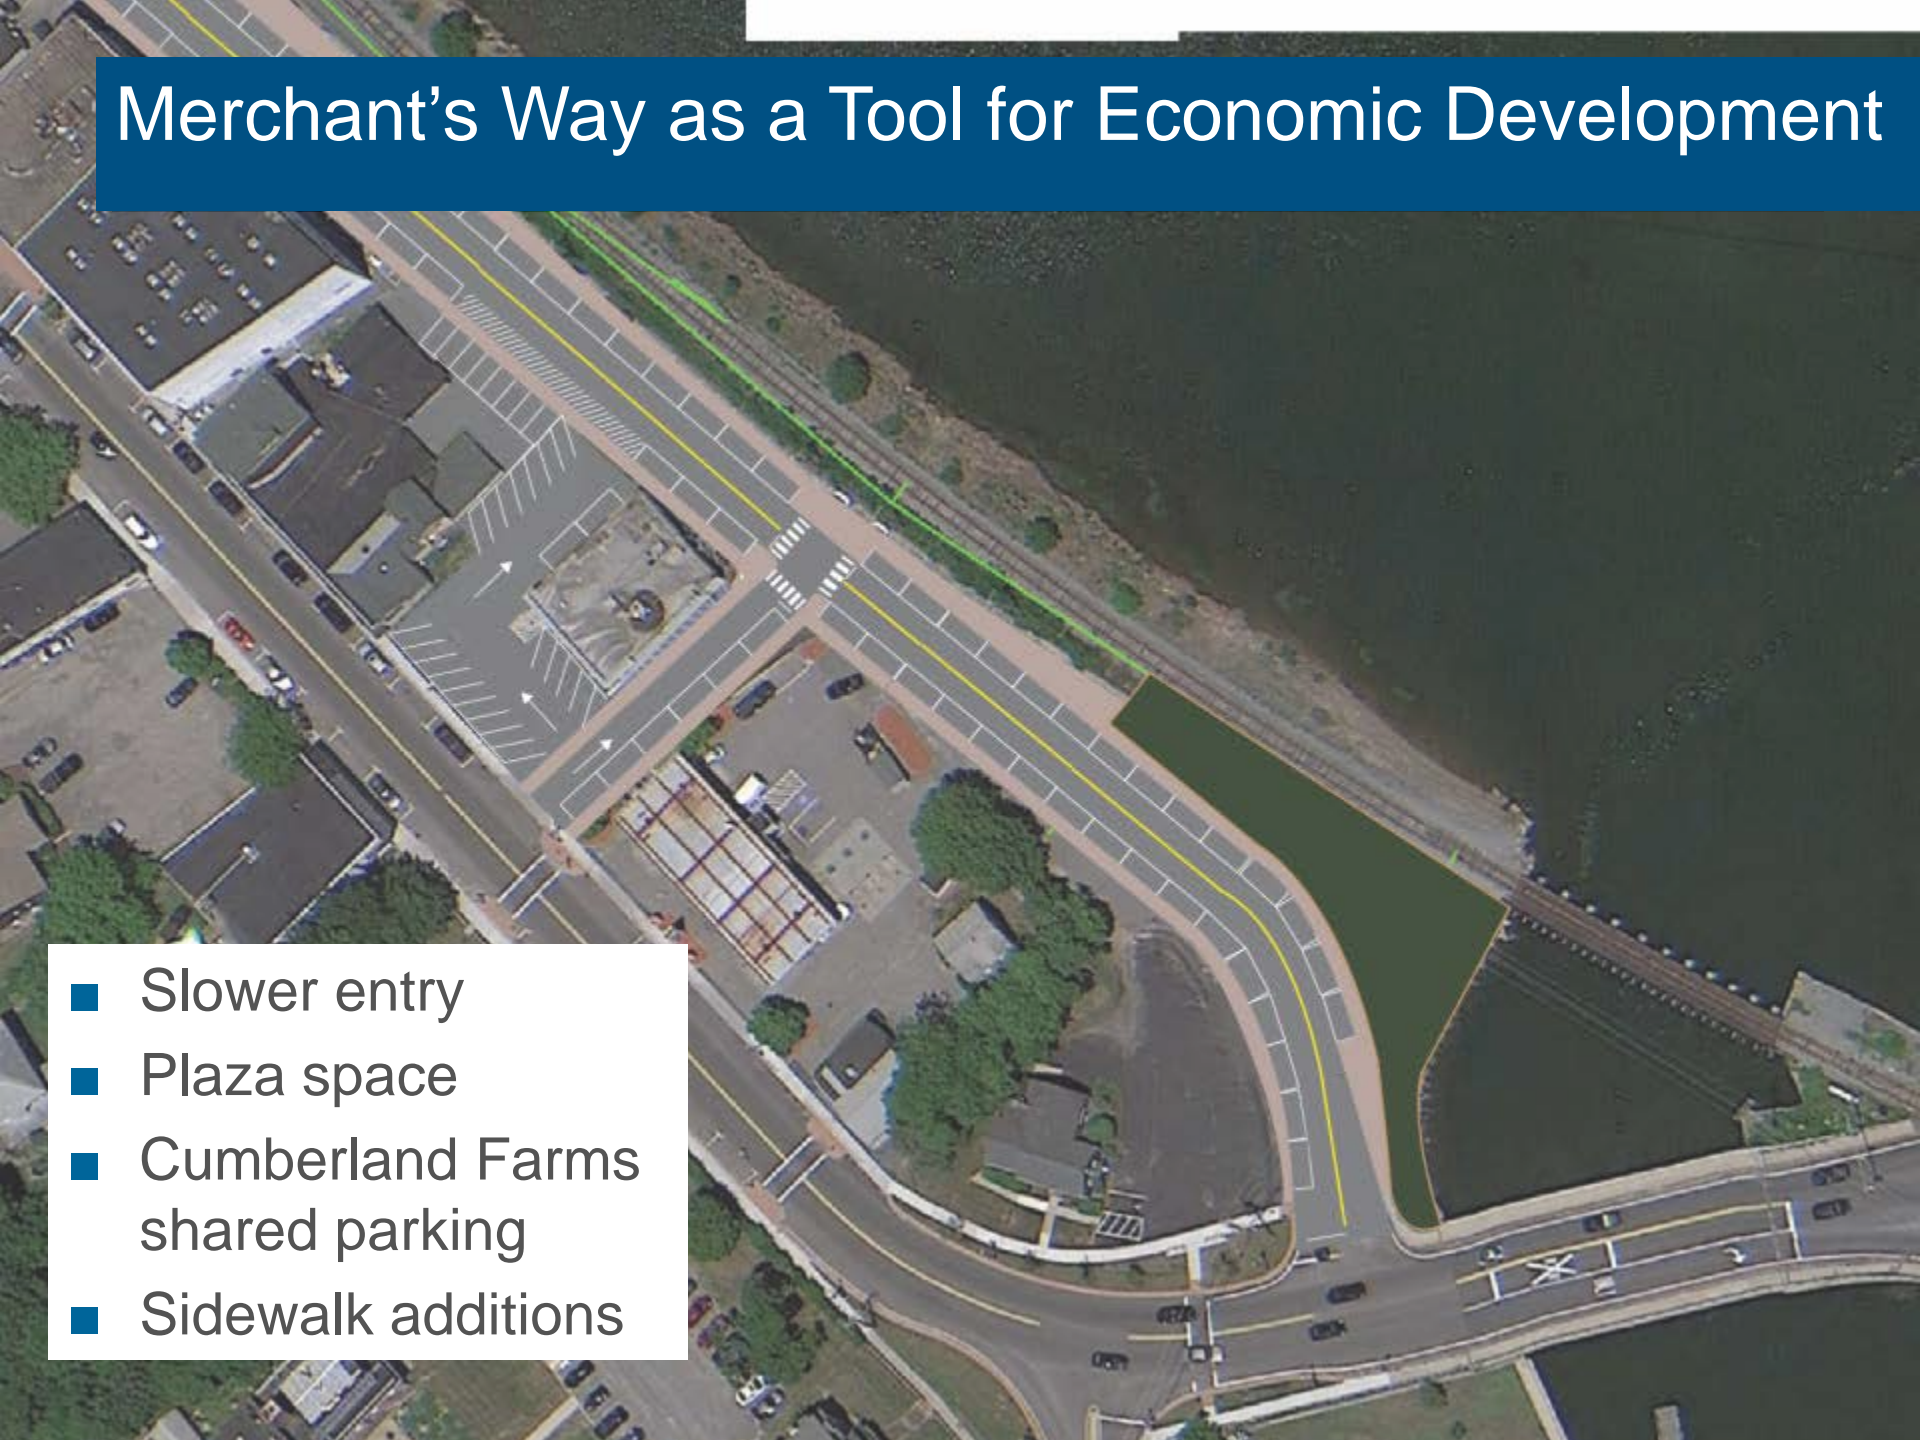 Merchant’s Way as a Tool for Economic Development
■ Slower entry
■ Plaza space
■ Cumberland Farms
shared parking
■ Sidewalk additions